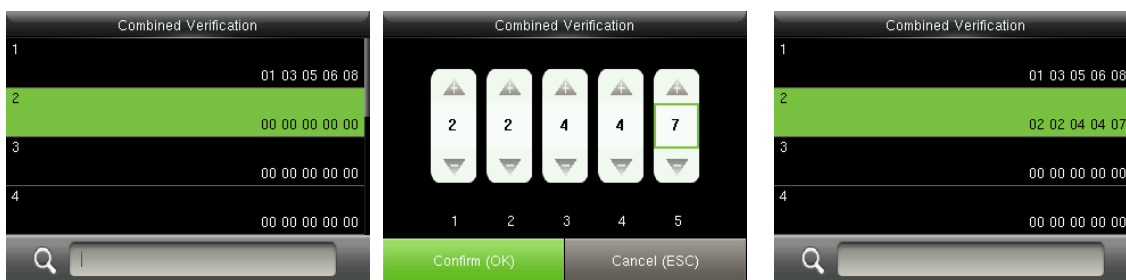 Combined Verification
1
01 03 05 06 08
2
00 00 00 00 00
3
00 00 00 00 00
4
00 00 00 00 00
Combined Verification
2 2 4 4 7
1 2 3 4 5
Confirm (OK) Cancel (ESC)
Combined Verification
1
01 03 05 06 08
2
02 02 04 04 07
3
00 00 00 00 00
4
00 00 00 00 00